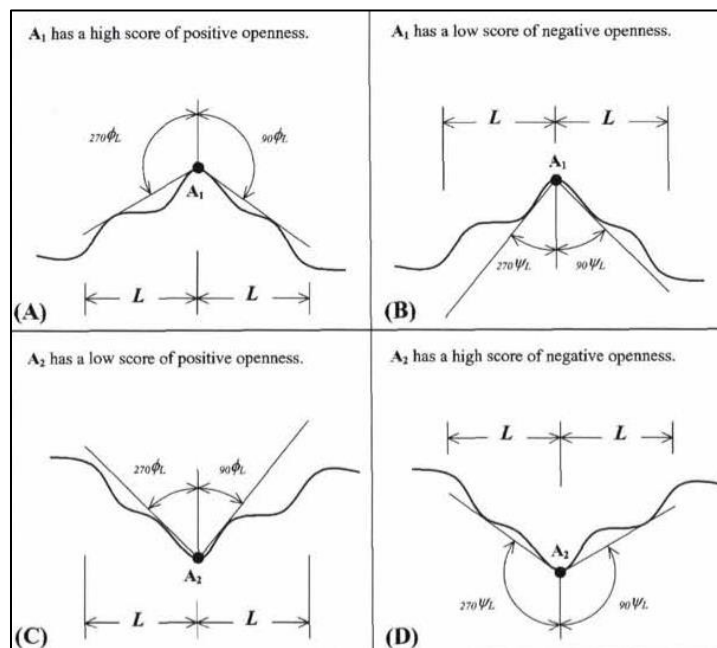 A₁ has a high score of positive openness.
270ϕL
90ϕL
A₁
L
L
(A)
A₁ has a low score of negative openness.
L
L
A₁
270ψL
90ψL
(B)
A₂ has a low score of positive openness.
270ϕL
90ϕL
A₂
L
L
(C)
A₂ has a high score of negative openness.
L
L
A₂
270ψL
90ψL
(D)